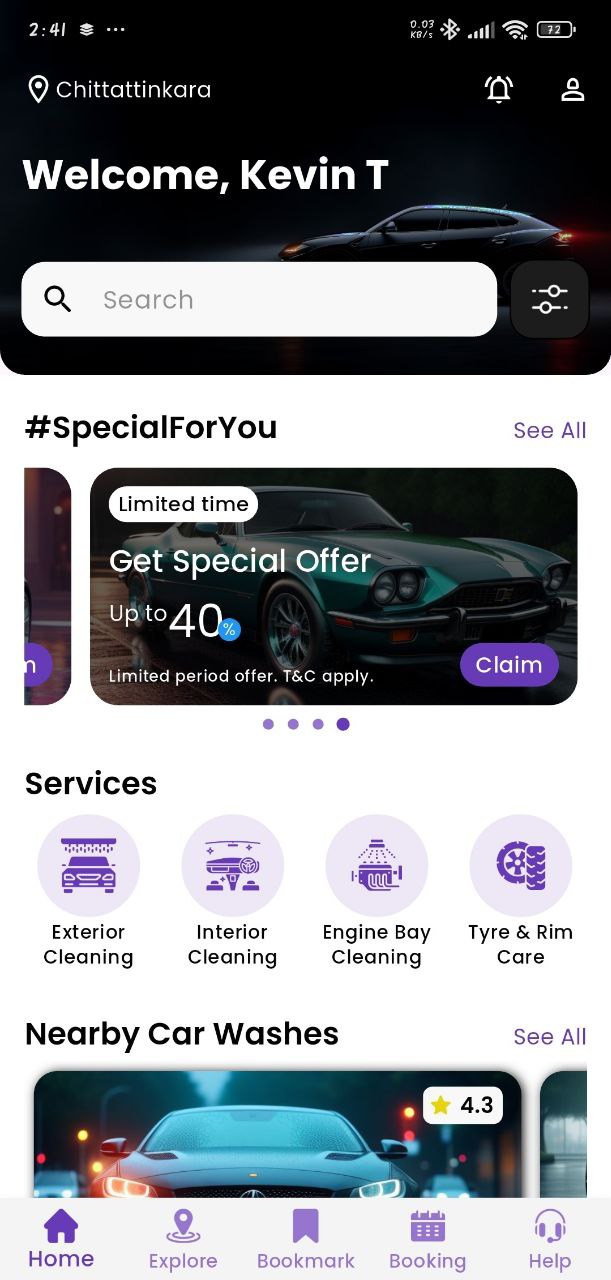 2:41
0.03
KB/s
72
Chittattinkara
Welcome, Kevin T
Search
#SpecialForYou
See All
Limited time
Get Special Offer
Up to 40 %
Limited period offer. T&C apply.
Claim
m
Services
Exterior
Cleaning
Interior
Cleaning
Engine Bay
Cleaning
Tyre & Rim
Care
Nearby Car Washes
See All
4.3
Home
Explore
Bookmark
Booking
Help